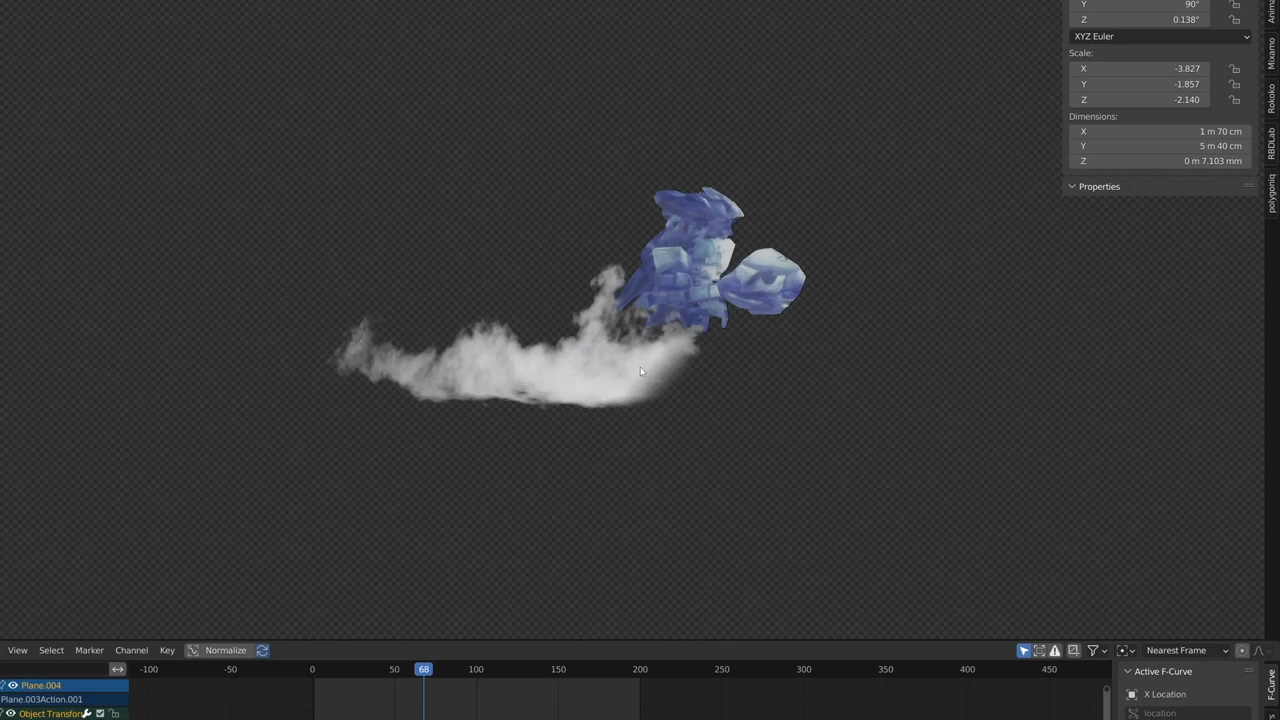 Y 90°
Z 0.138°
XYZ Euler
Scale:
X -3.827
Y -1.857
Z -2.140
Dimensions:
X 1 m 70 cm
Y 5 m 40 cm
Z 0 m 7.103 mm
Properties
Anima
Mixamo
Rokoko
RBDLab
polygoniq
View Select Marker Channel Key Normalize Nearest Frame
-100 -50 0 50 68 100 150 200 250 300 350 400 450
Plane.004
Plane.003Action.001
Object Transfor
Active F-Curve
X Location
location
F-Curve